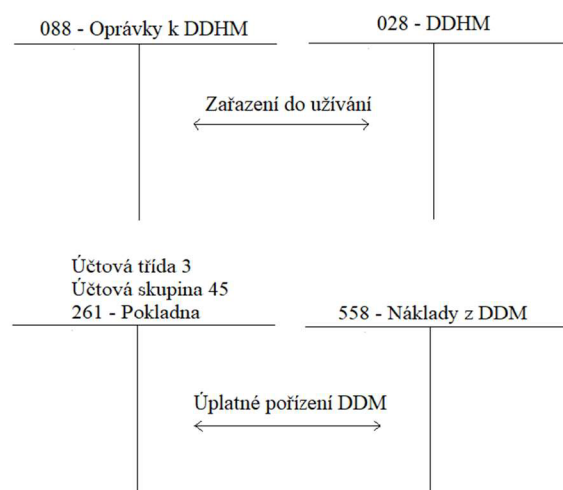 088 - Oprávky k DDHM
028 - DDHM
Zařazení do užívání
Účtová třída 3
Účtová skupina 45
261 - Pokladna
558 - Náklady z DDM
Úplatné pořízení DDM